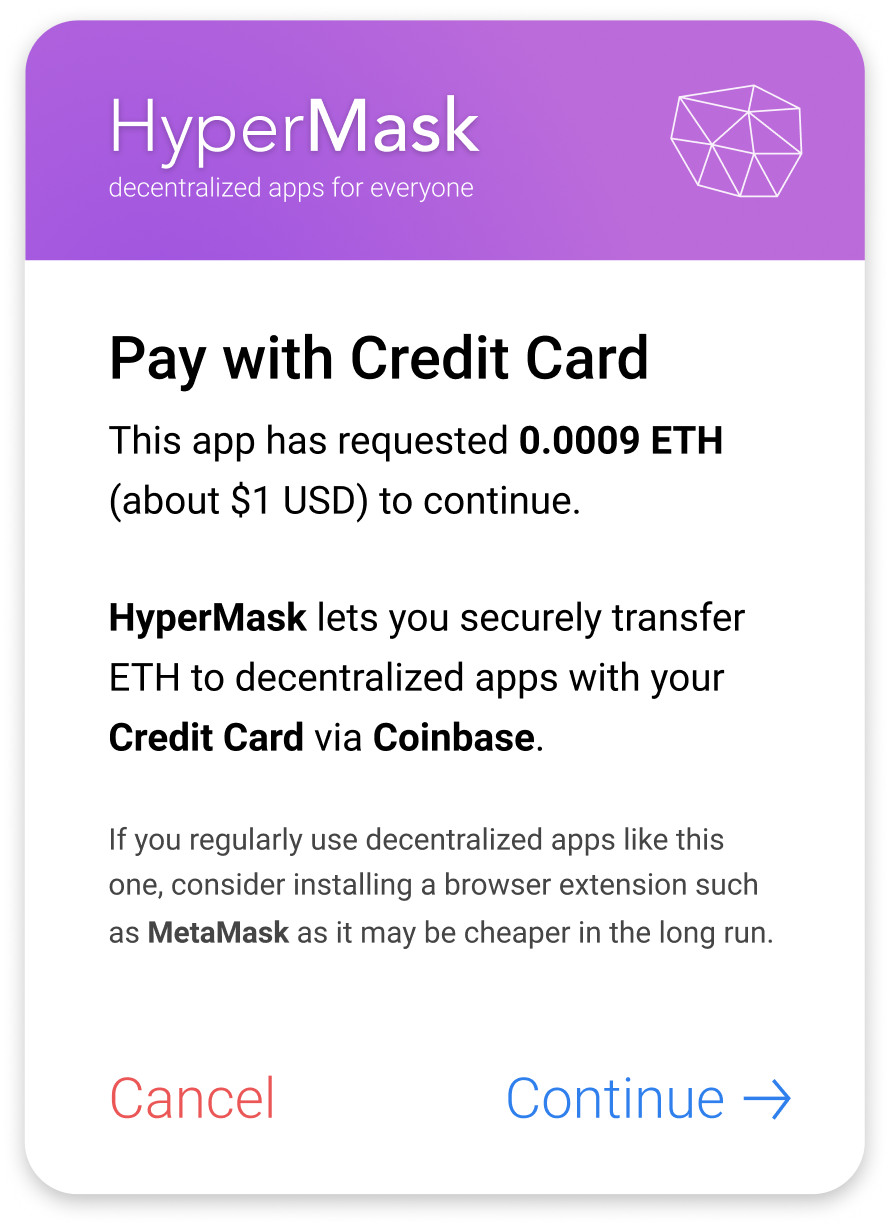 HyperMask
decentralized apps for everyone
Pay with Credit Card
This app has requested 0.0009 ETH
(about $1 USD) to continue.
HyperMask lets you securely transfer
ETH to decentralized apps with your
Credit Card via Coinbase.
If you regularly use decentralized apps like this
one, consider installing a browser extension such
as MetaMask as it may be cheaper in the long run.
Cancel
Continue →